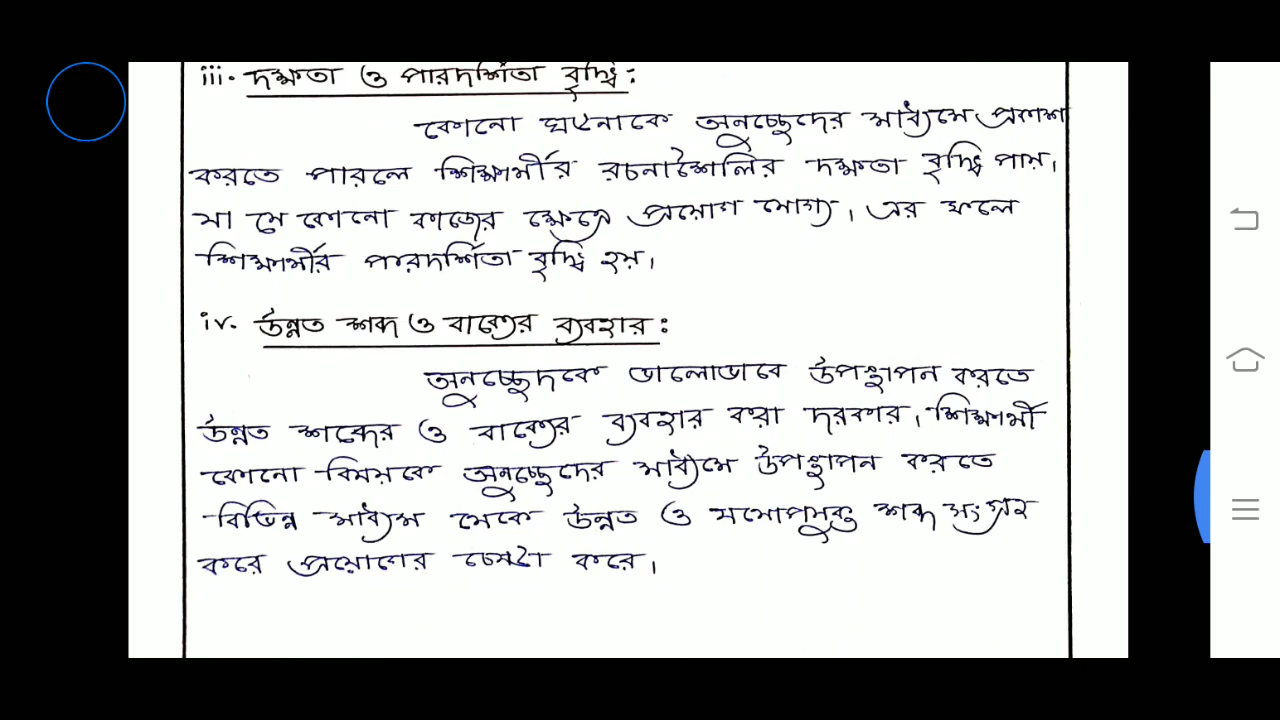 iii. দক্ষতা ও পারদর্শিতা বৃদ্ধি:
কোনো ঘটনাকে অনুচ্ছেদের মাধ্যমে প্রকাশ
করতে পারলে শিক্ষার্থীর রচনাশৈলির দক্ষতা বৃদ্ধি পায়।
যা যে কোনো কাজের ক্ষেত্রে প্রয়োগ যোগ্য। এর ফলে
শিক্ষার্থীর পারদর্শিতা বৃদ্ধি হয়।
iv. উন্নত শব্দ ও বাক্যের ব্যবহার:
অনুচ্ছেদকে ভালোভাবে উপস্থাপন করতে
উন্নত শব্দের ও বাক্যের ব্যবহার করা দরকার। শিক্ষার্থী
কোনো বিষয়কে অনুচ্ছেদের মাধ্যমে উপস্থাপন করতে
বিভিন্ন মাধ্যম থেকে উন্নত ও যথোপযুক্ত শব্দ সংগ্রহ
করে প্রয়োগের চেষ্টা করে।